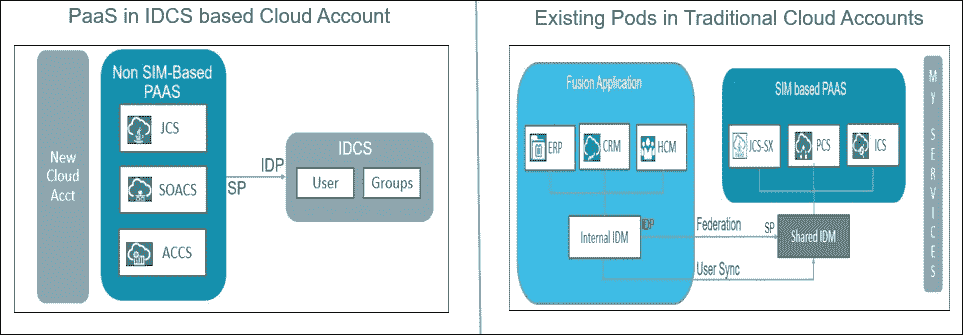 PaaS in IDCS based Cloud Account
New
Cloud
Acct
Non SIM-Based
PAAS
JCS
SOACS
ACCS
IDP
SP
IDCS
User
Groups
Existing Pods in Traditional Cloud Accounts
Fusion Application
ERP
CRM
HCM
Internal IDM
IDP
Federation
SP
User Sync
SIM based PAAS
JCS-SX
PCS
ICS
Shared IDM
My SERVICES